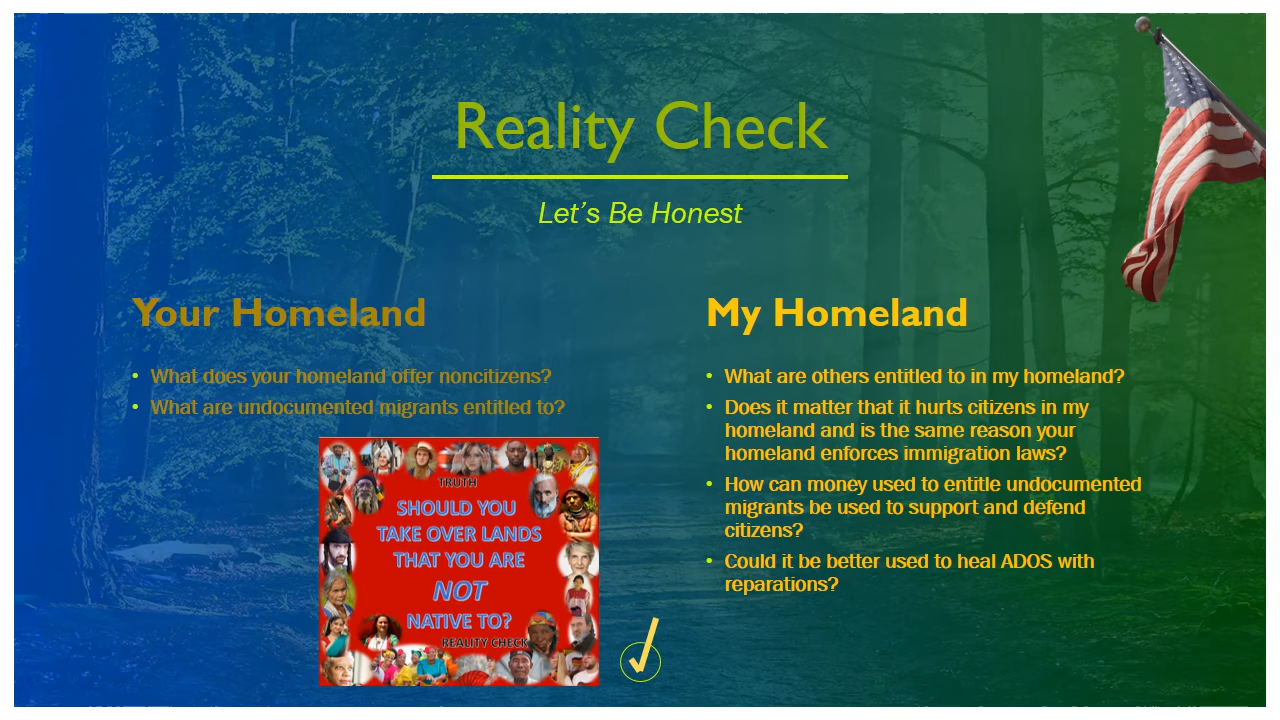 Reality Check
Let's Be Honest
Your Homeland
• What does your homeland offer noncitizens?
• What are undocumented migrants entitled to?
TRUTH
SHOULD YOU
TAKE OVER LANDS
THAT YOU ARE
NOT
NATIVE TO?
REALITY CHECK
My Homeland
• What are others entitled to in my homeland?
• Does it matter that it hurts citizens in my
homeland and is the same reason your
homeland enforces immigration laws?
• How can money used to entitle undocumented
migrants be used to support and defend
citizens?
• Could it be better used to heal ADOS with
reparations?